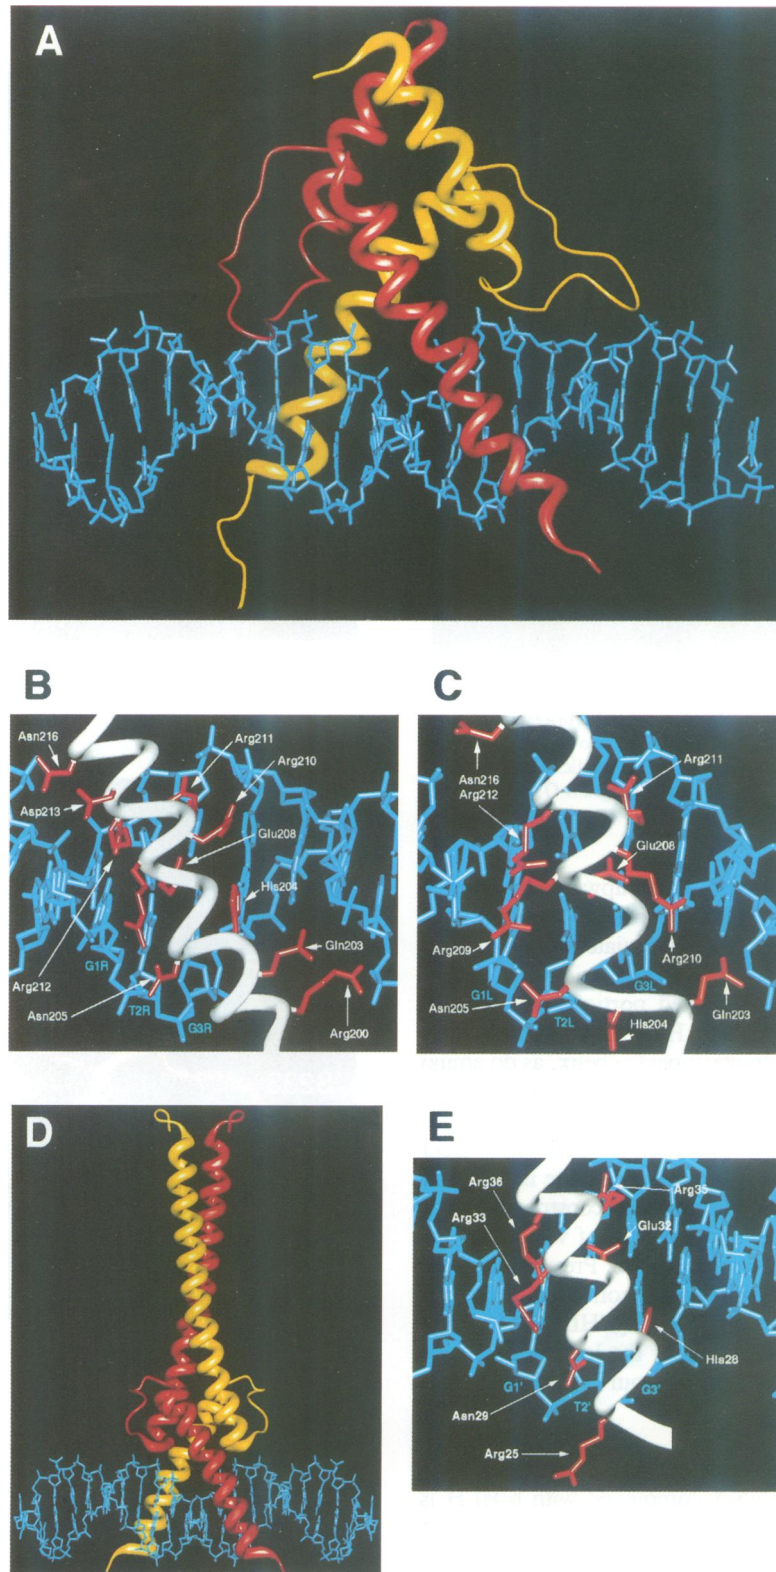 A
B
Asn216
Arg211
Arg210
Asp213
Glu208
His204
Gln203
Arg212
G1R
Asn205
T2R
G3R
Arg200
C
Asn216
Arg212
Arg211
Glu208
Arg209
Arg210
G1L
G3L
Asn205
T2L
Gln203
His204
D
E
Arg36
Arg35
Arg33
Glu32
His28
G1'
G3'
Asn29
T2'
Arg25